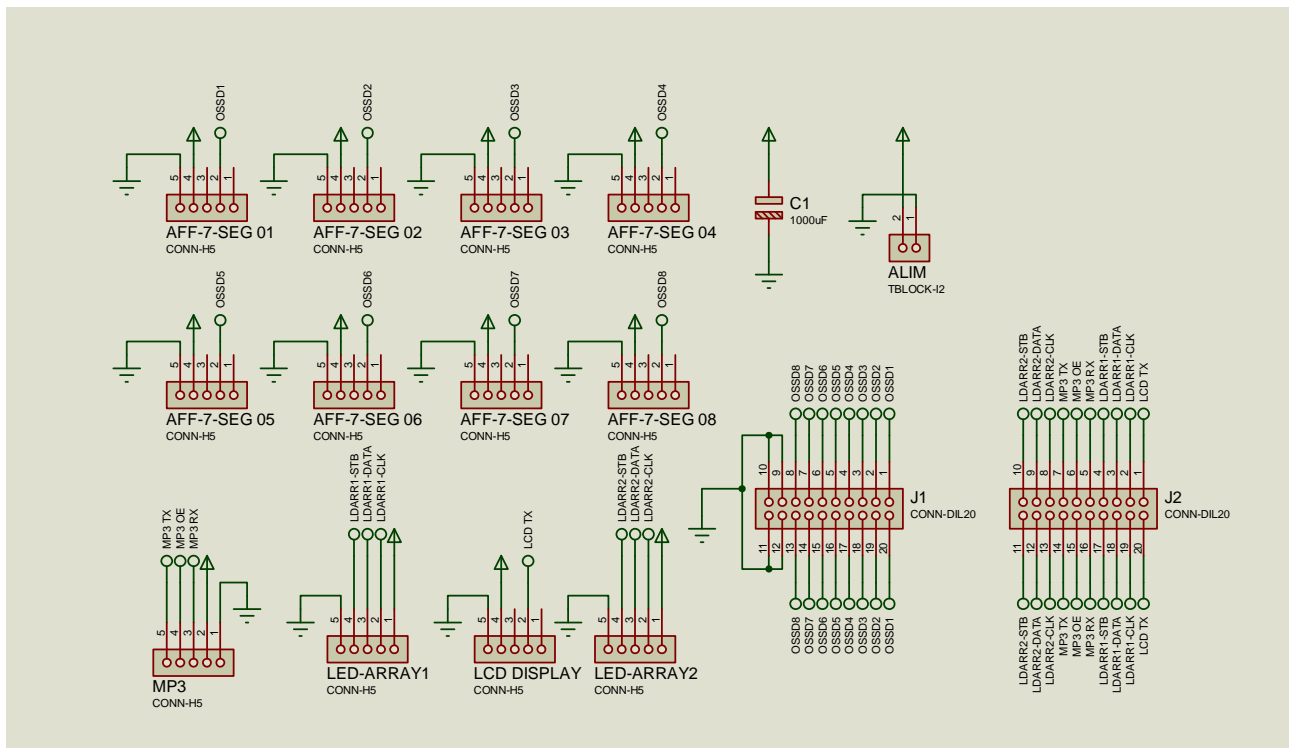 OSSD1
OSSD2
OSSD3
OSSD4
5 4 3 2 1
5 4 3 2 1
5 4 3 2 1
5 4 3 2 1
AFF-7-SEG 01
CONN-H5
AFF-7-SEG 02
CONN-H5
AFF-7-SEG 03
CONN-H5
AFF-7-SEG 04
CONN-H5
C1
1000uF
2 1
ALIM
TBLOCK-I2
OSSD5
OSSD6
OSSD7
OSSD8
5 4 3 2 1
5 4 3 2 1
5 4 3 2 1
5 4 3 2 1
AFF-7-SEG 05
CONN-H5
AFF-7-SEG 06
CONN-H5
AFF-7-SEG 07
CONN-H5
AFF-7-SEG 08
CONN-H5
OSSD8
OSSD7
OSSD6
OSSD5
OSSD4
OSSD3
OSSD2
OSSD1
10 9 8 7 6 5 4 3 2 1
J1
CONN-DIL20
11 12 13 14 15 16 17 18 19 20
OSSD8
OSSD7
OSSD6
OSSD5
OSSD4
OSSD3
OSSD2
OSSD1
LDARR2-STB
LDARR2-DATA
LDARR2-CLK
MP3 TX
MP3 OE
MP3 RX
LDARR1-STB
LDARR1-DATA
LDARR1-CLK
LCD TX
10 9 8 7 6 5 4 3 2 1
J2
CONN-DIL20
11 12 13 14 15 16 17 18 19 20
LDARR2-STB
LDARR2-DATA
LDARR2-CLK
MP3 TX
MP3 OE
MP3 RX
LDARR1-STB
LDARR1-DATA
LDARR1-CLK
LCD TX
MP3 TX
MP3 OE
MP3 RX
5 4 3 2 1
MP3
CONN-H5
LDARR1-STB
LDARR1-DATA
LDARR1-CLK
5 4 3 2 1
LED-ARRAY1
CONN-H5
LCD TX
5 4 3 2 1
LCD DISPLAY
CONN-H5
LDARR2-STB
LDARR2-DATA
LDARR2-CLK
5 4 3 2 1
LED-ARRAY2
CONN-H5